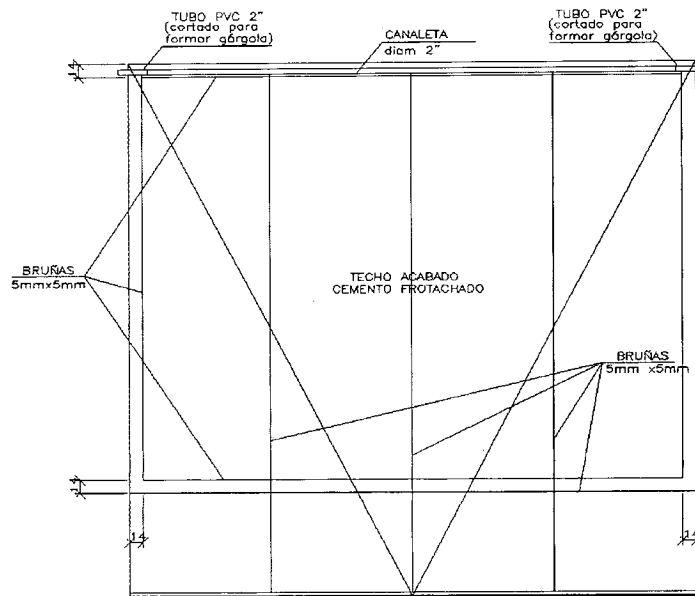 TUBO PVC 2"
(cortado para
formar gárgola)
CANALETA
diam 2"
TUBO PVC 2"
(cortado para
formar gárgola)
14
BRUÑAS
5mmx5mm
TECHO ACABADO
CEMENTO FROTACHADO
BRUÑAS
5mm x5mm
14
14
14